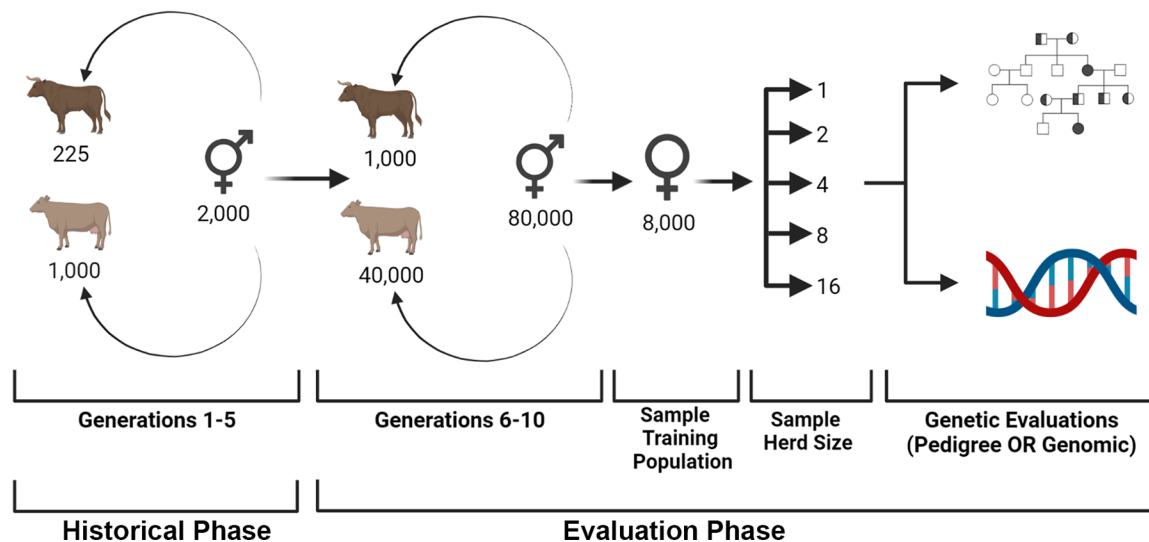 225
1,000
2,000
1,000
40,000
80,000
8,000
1
2
4
8
16
Generations 1-5
Generations 6-10
Sample
Training
Population
Sample
Herd Size
Genetic Evaluations
(Pedigree OR Genomic)
Historical Phase
Evaluation Phase